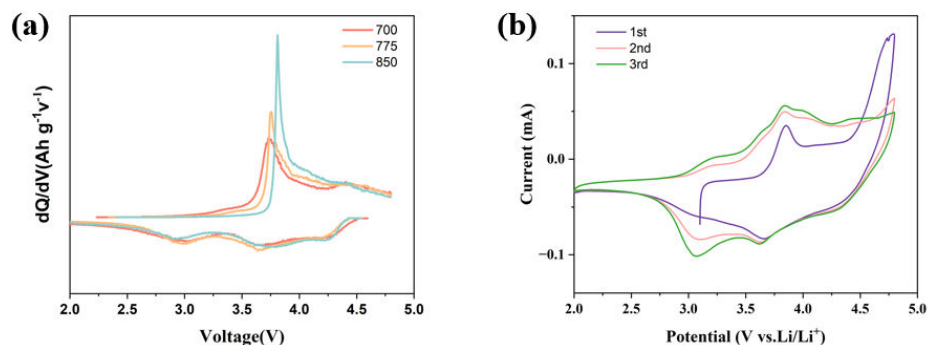 (a)
700
775
850
dQ/dV(Ah g⁻¹v⁻¹)
2.0 2.5 3.0 3.5 4.0 4.5 5.0
Voltage(V)
(b)
1st
2nd
3rd
0.1
0.0
−0.1
Current (mA)
2.0 2.5 3.0 3.5 4.0 4.5 5.0
Potential (V vs.Li/Li⁺)